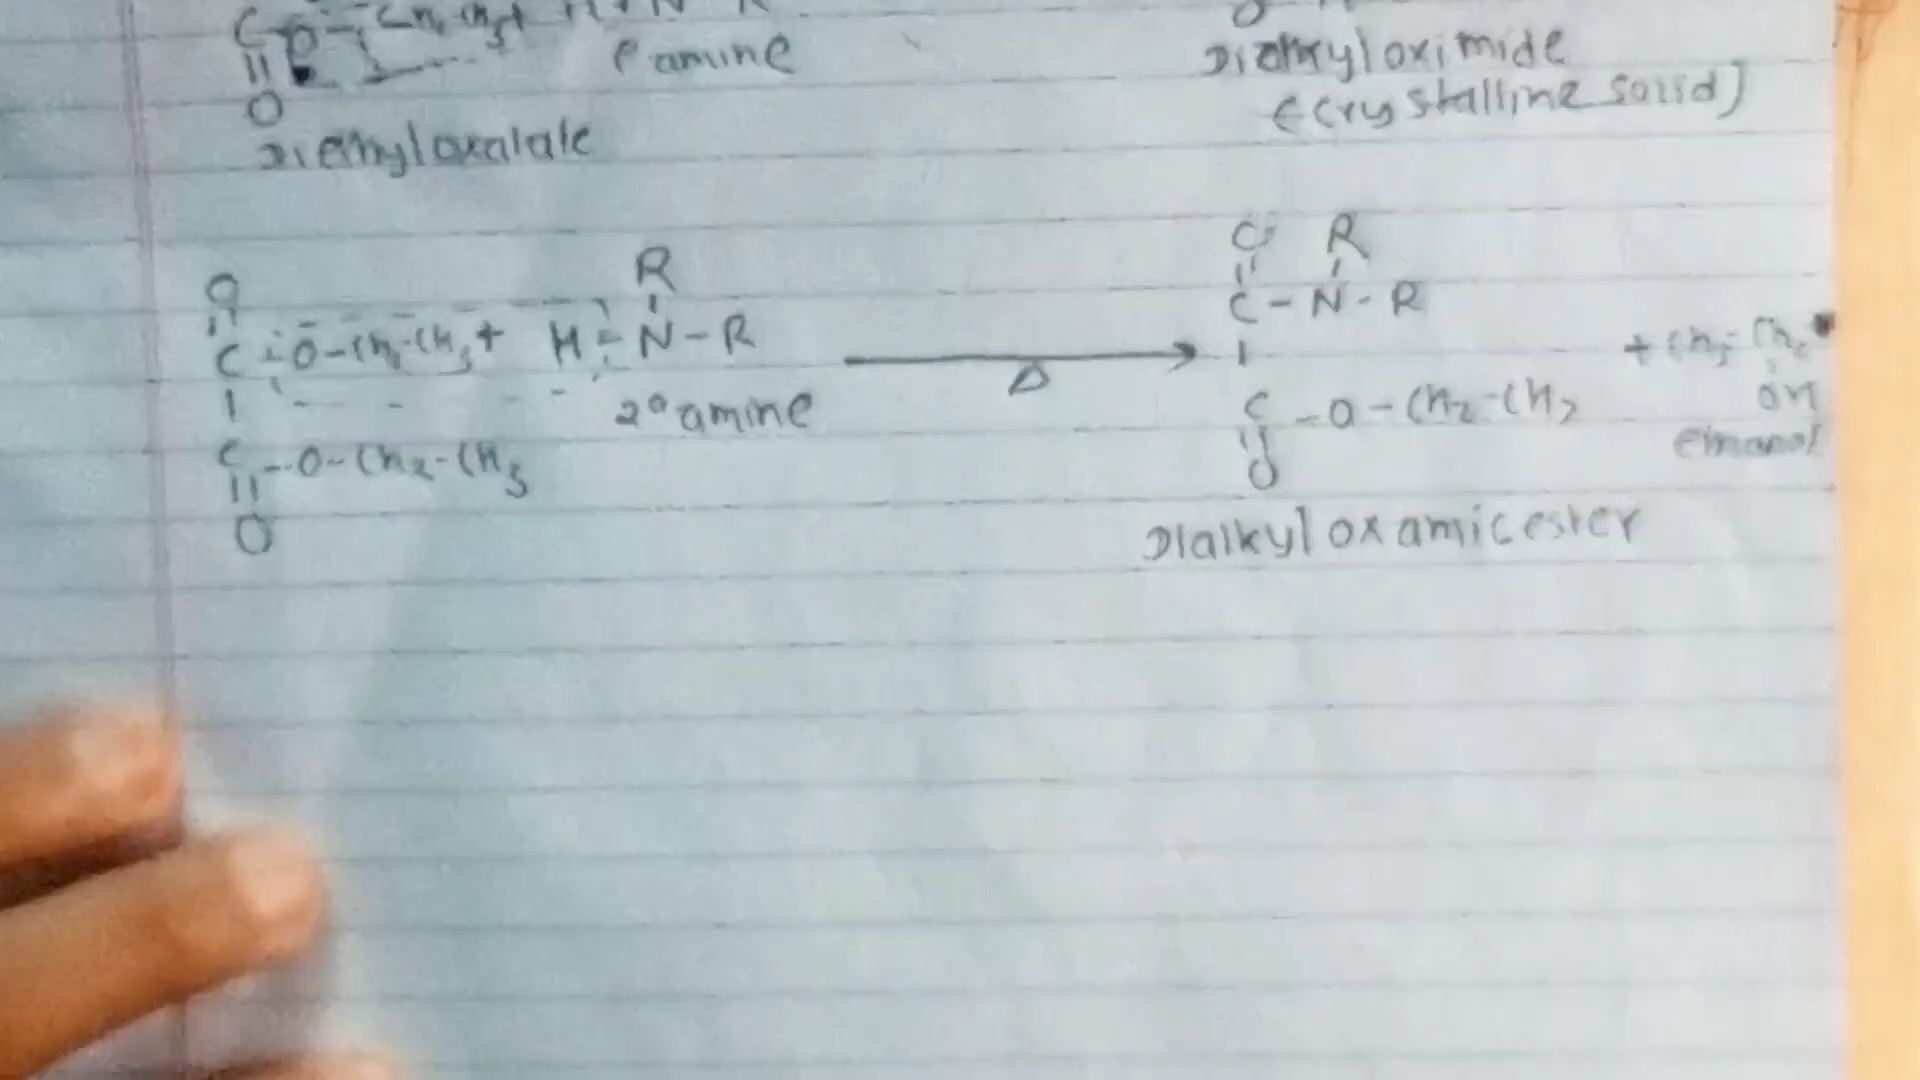 C
O
1° amine
O
Diethyloxalate
Dialkyloximide
(crystalline solid)
O
C - O - CH2 - CH3 + H - N - R
R
C - O - CH2 - CH3
O
2° amine
Δ
O R
C - N - R
C - O - CH2 - CH3
O
+ CH3 - CH2
OH
ethanol
Dialkyl oxamic ester